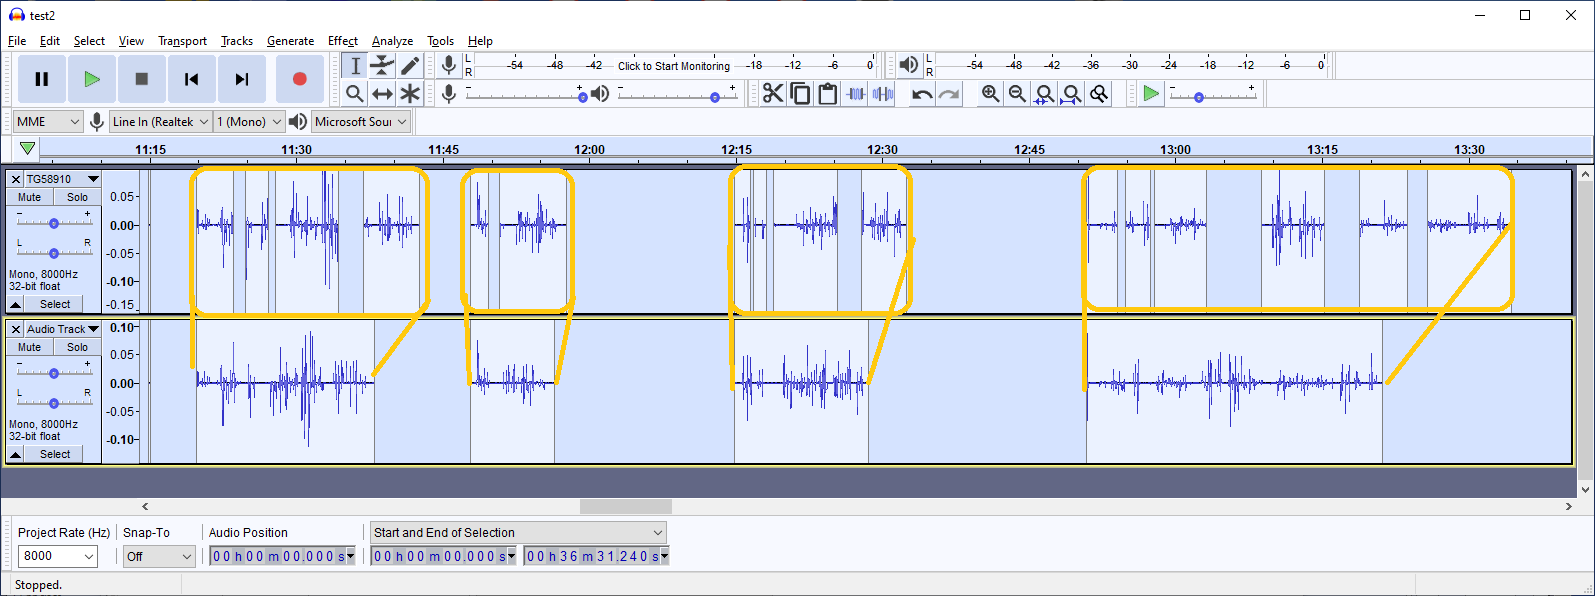 test2
File Edit Select View Transport Tracks Generate Effect Analyze Tools Help
L R -54 -48 -42 Click to Start Monitoring -18 -12 -6 0 L R -54 -48 -42 -36 -30 -24 -18 -12 -6 0
- + - + - +
MME Line In (Realtek 1 (Mono) Microsoft Sou
11:15 11:30 11:45 12:00 12:15 12:30 12:45 13:00 13:15 13:30
TG58910
Mute Solo
- +
L R
Mono, 8000Hz
32-bit float
Select
0.05
0.00
-0.05
-0.10
-0.15
Audio Track
Mute Solo
- +
L R
Mono, 8000Hz
32-bit float
Select
0.10
0.05
0.00
-0.05
-0.10
Project Rate (Hz) Snap-To Audio Position Start and End of Selection
8000 Off 00 h 00 m 00.000 s 00 h 00 m 00.000 s 00 h 36 m 31.240 s
Stopped.